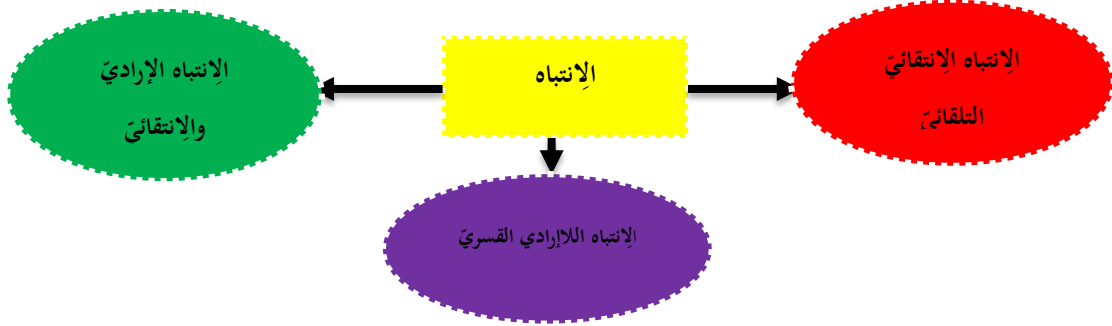 الِانتباه الِانتقائيّ
التلقائيّ
الِانتباه
الِانتباه الإراديّ
والِانتقائيّ
الِانتباه اللاإرادي القسريّ